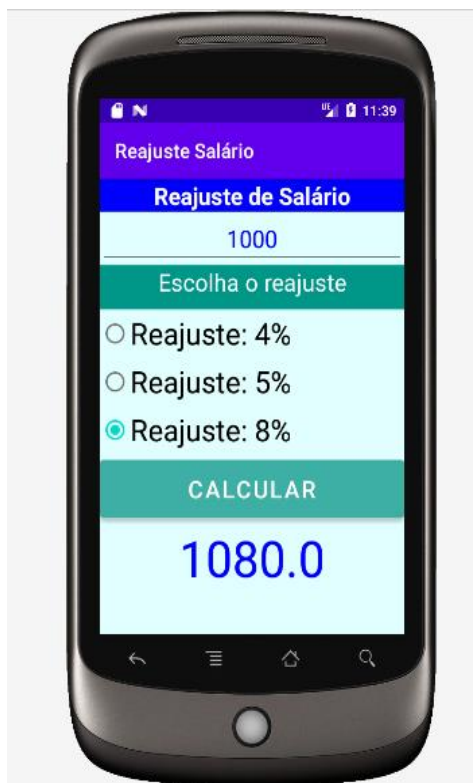 11:39
Reajuste Salário
Reajuste de Salário
1000
Escolha o reajuste
Reajuste: 4%
Reajuste: 5%
Reajuste: 8%
CALCULAR
1080.0